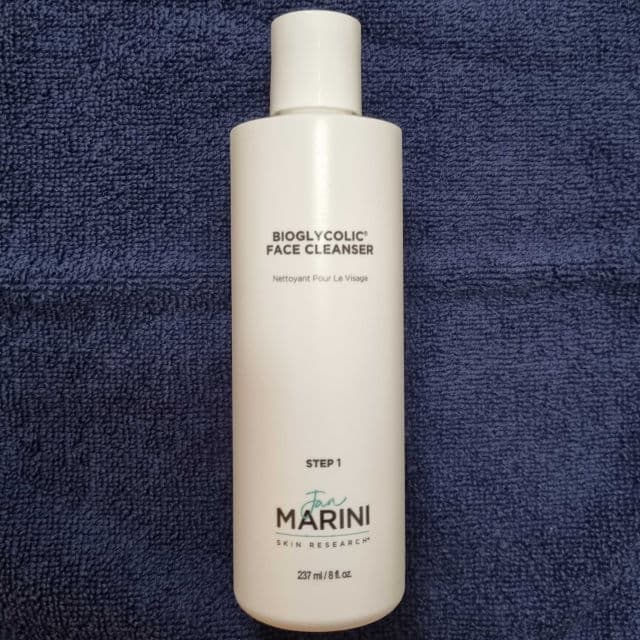 BIOGLYCOLIC®
FACE CLEANSER
Nettoyant Pour Le Visage
STEP 1
Jan
MARINI
SKIN RESEARCH®
237 ml / 8 fl. oz.